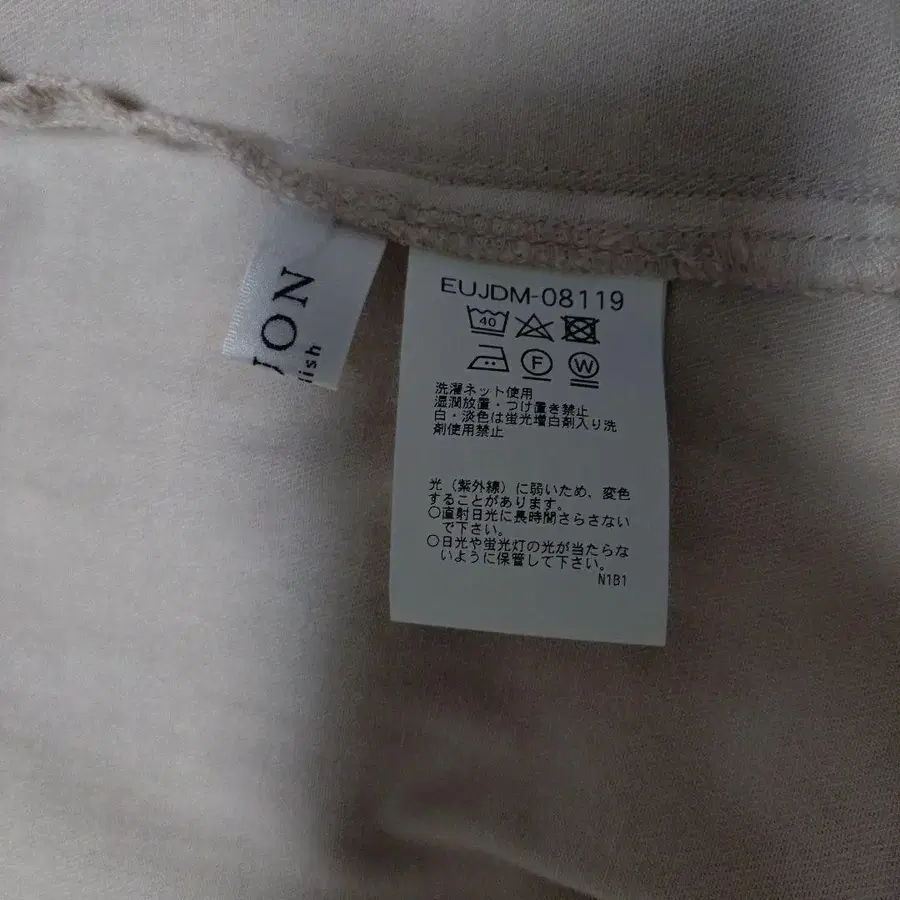 ION
lish
EUJDM-08119
40
F
W
洗濯ネット使用
湿潤放置・つけ置き禁止
白・淡色は蛍光増白剤入り洗
剤使用禁止
光（紫外線）に弱いため、変色
することがあります。
○直射日光に長時間さらさない
で下さい。
○日光や蛍光灯の光が当たらな
いように保管して下さい。
N1B1